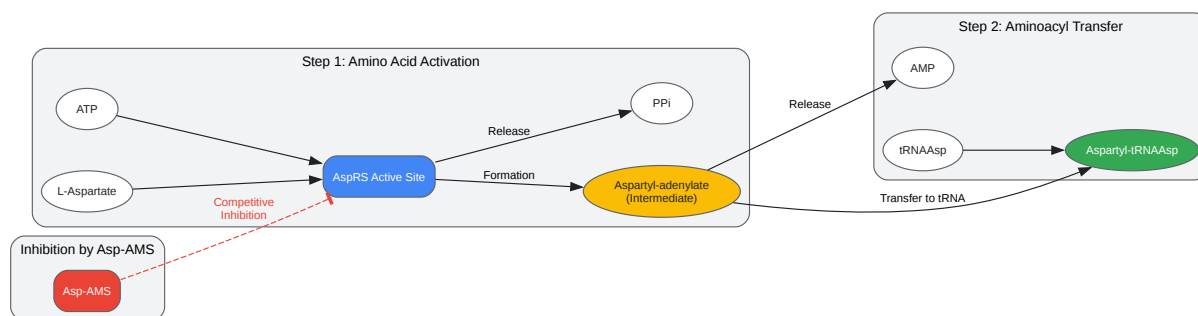 Step 2: Aminoacyl Transfer
Step 1: Amino Acid Activation
AMP
ATP
PPi
Release
Release
tRNAAsp
Aspartyl-tRNAAsp
AspRS Active Site
Formation
L-Aspartate
Aspartyl-adenylate
(Intermediate)
Transfer to tRNA
Competitive
Inhibition
Inhibition by Asp-AMS
Asp-AMS